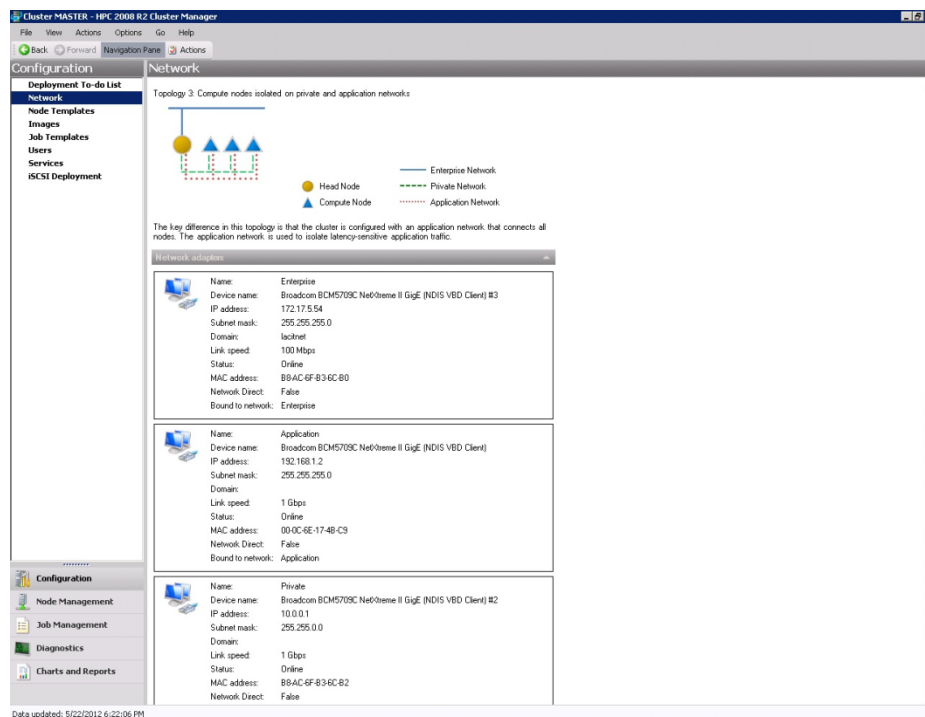 Cluster MASTER - HPC 2008 R2 Cluster Manager
File View Actions Options Go Help
Back Forward Navigation Pane Actions
Configuration
Deployment To-do List
Network
Node Templates
Images
Job Templates
Users
Services
iSCSI Deployment
Configuration
Node Management
Job Management
Diagnostics
Charts and Reports
Network
Topology 3: Compute nodes isolated on private and application networks
Enterprise Network
Head Node Private Network
Compute Node Application Network
The key difference in this topology is that the cluster is configured with an application network that connects all
nodes. The application network is used to isolate latency-sensitive application traffic.
Network adapters
Name: Enterprise
Device name: Broadcom BCM5709C NetXtreme II GigE (NDIS VBD Client) #3
IP address: 172.17.5.54
Subnet mask: 255.255.255.0
Domain: lacitnet
Link speed: 100 Mbps
Status: Online
MAC address: B8-AC-6F-B3-6C-B0
Network Direct: False
Bound to network: Enterprise
Name: Application
Device name: Broadcom BCM5709C NetXtreme II GigE (NDIS VBD Client)
IP address: 192.168.1.2
Subnet mask: 255.255.255.0
Domain:
Link speed: 1 Gbps
Status: Online
MAC address: 00-0C-6E-17-4B-C9
Network Direct: False
Bound to network: Application
Name: Private
Device name: Broadcom BCM5709C NetXtreme II GigE (NDIS VBD Client) #2
IP address: 10.0.0.1
Subnet mask: 255.255.0.0
Domain:
Link speed: 1 Gbps
Status: Online
MAC address: B8-AC-6F-B3-6C-B2
Network Direct: False
Data updated: 5/22/2012 6:22:06 PM